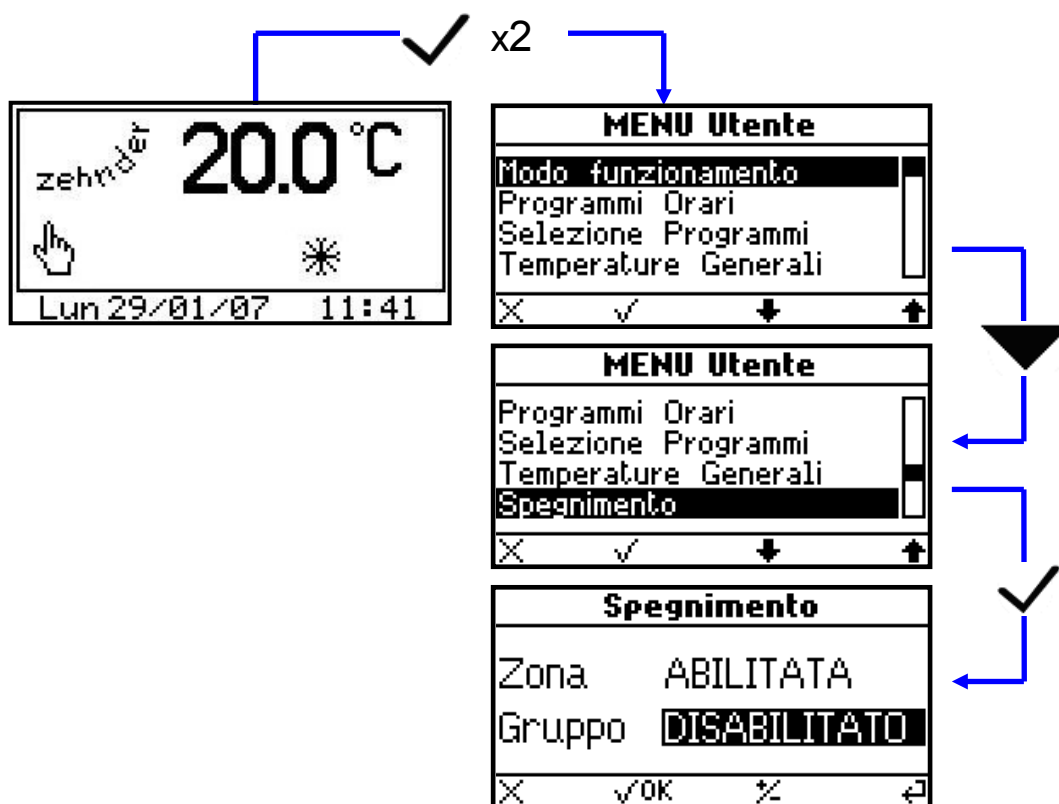 x2
zehnder 20.0 °C
Lun 29/01/07 11:41
MENU Utente
Modo funzionamento
Programmi Orari
Selezione Programmi
Temperature Generali
MENU Utente
Programmi Orari
Selezione Programmi
Temperature Generali
Spegnimento
Spegnimento
Zona ABILITATA
Gruppo DISABILITATO
OK +/-